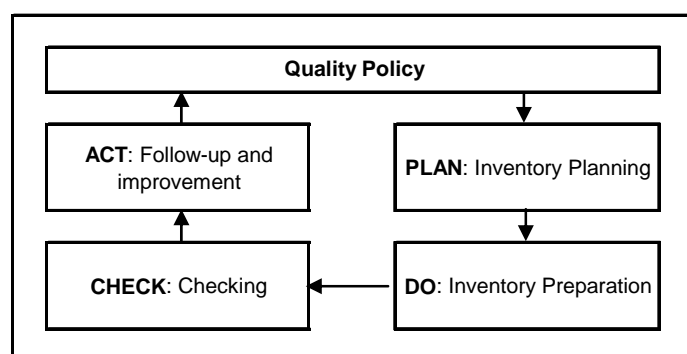 Quality Policy
ACT: Follow-up and
improvement
PLAN: Inventory Planning
CHECK: Checking
DO: Inventory Preparation